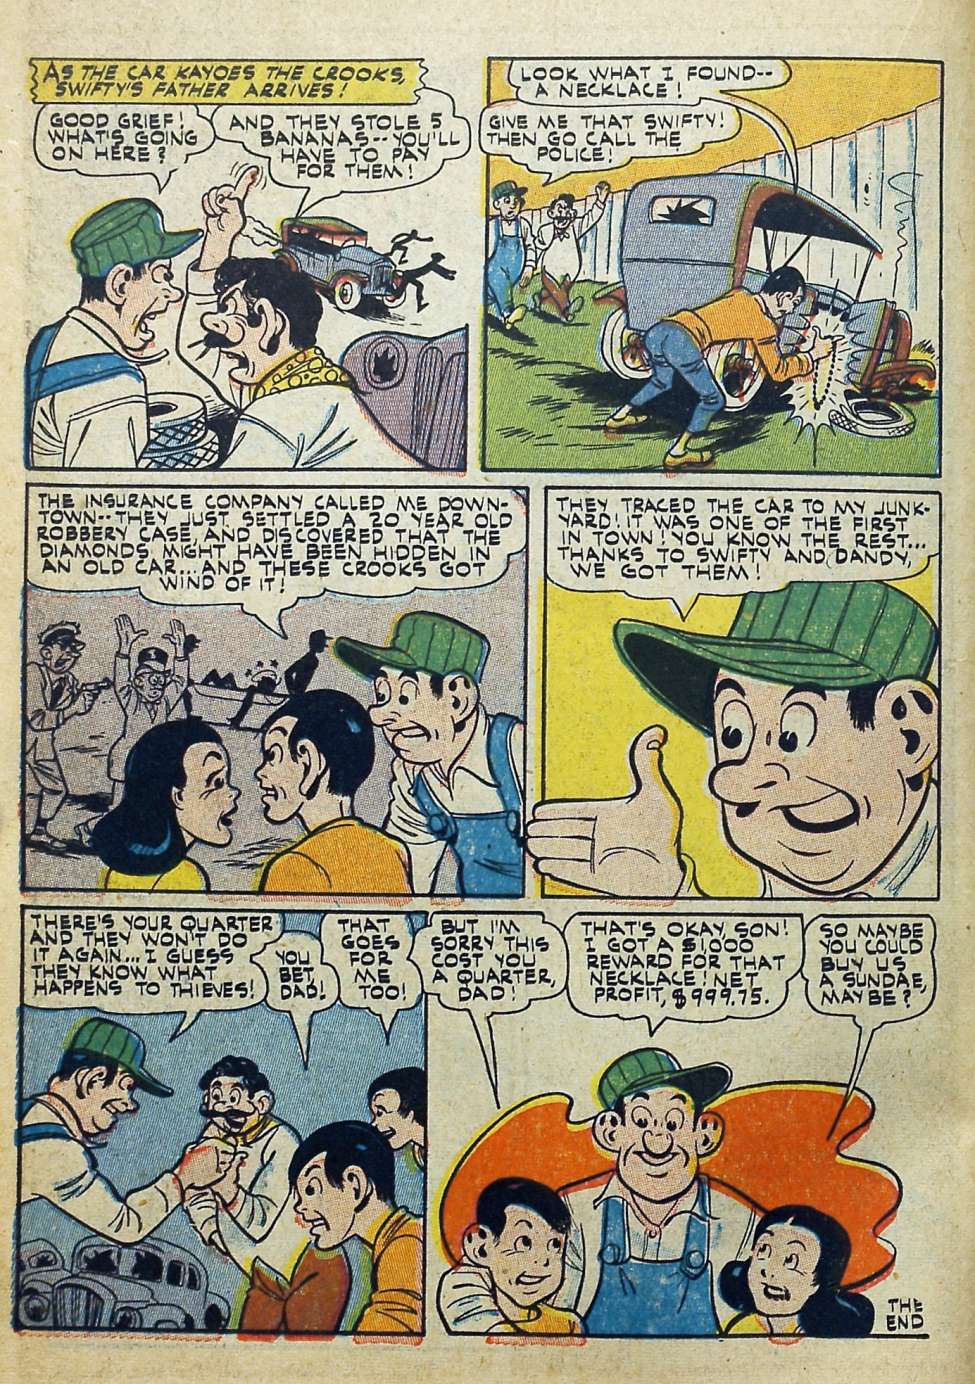 AS THE CAR KAYOES THE CROOKS,
SWIFTY'S FATHER ARRIVES!
GOOD GRIEF!
WHAT'S GOING
ON HERE?
AND THEY STOLE 5
BANANAS--YOU'LL
HAVE TO PAY
FOR THEM!
LOOK WHAT I FOUND--
A NECKLACE!
GIVE ME THAT SWIFTY!
THEN GO CALL THE
POLICE!
THE INSURANCE COMPANY CALLED ME DOWN-
TOWN--THEY JUST SETTLED A 20 YEAR OLD
ROBBERY CASE, AND DISCOVERED THAT THE
DIAMONDS MIGHT HAVE BEEN HIDDEN IN
AN OLD CAR...AND THESE CROOKS GOT
WIND OF IT!
THEY TRACED THE CAR TO MY JUNK-
YARD! IT WAS ONE OF THE FIRST
IN TOWN! YOU KNOW THE REST...
THANKS TO SWIFTY AND DANDY,
WE GOT THEM!
THERE'S YOUR QUARTER
AND THEY WON'T DO
IT AGAIN... I GUESS
THEY KNOW WHAT
HAPPENS TO THIEVES!
YOU
BET,
DAD!
THAT
GOES
FOR
ME
TOO!
BUT I'M
SORRY THIS
COST YOU
A QUARTER,
DAD!
THAT'S OKAY, SON!
I GOT A $1,000
REWARD FOR THAT
NECKLACE! NET
PROFIT, $999.75.
SO MAYBE
YOU COULD
BUY US
A SUNDAE,
MAYBE?
THE
END